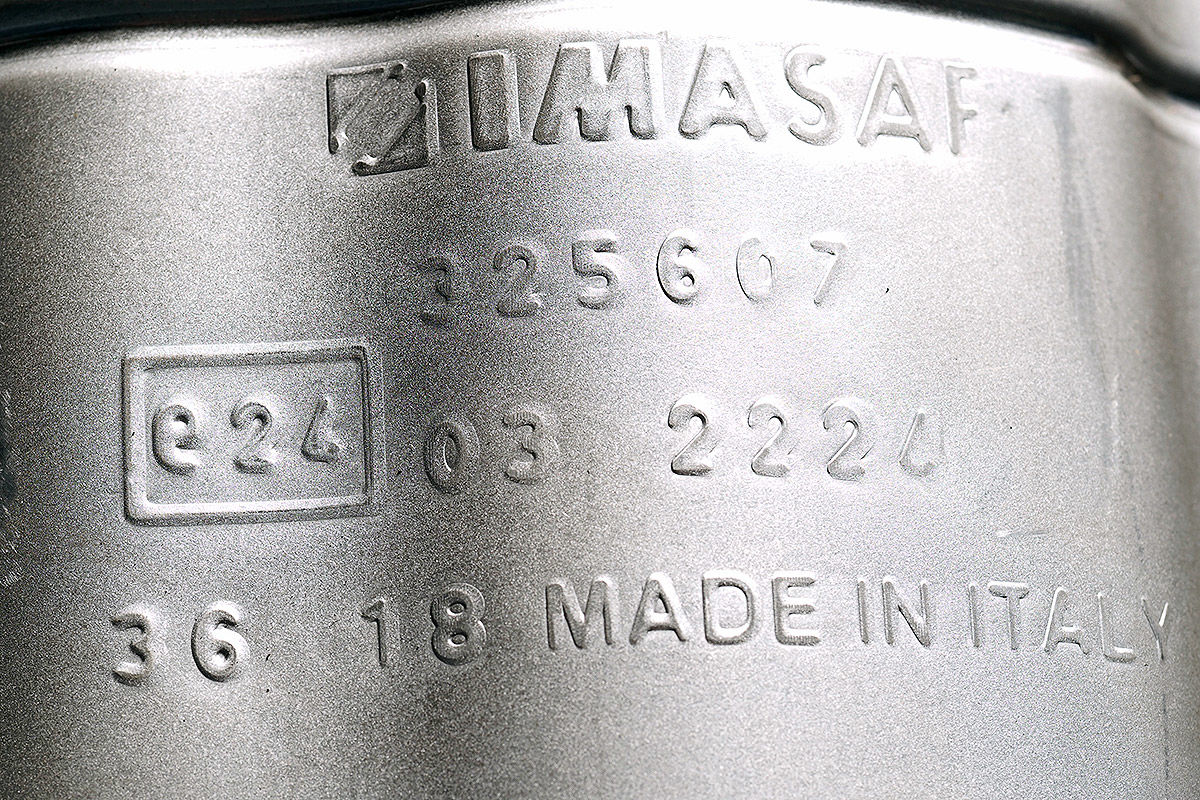 IMASAF
325607
e24 03 2224
36 18 MADE IN ITALY